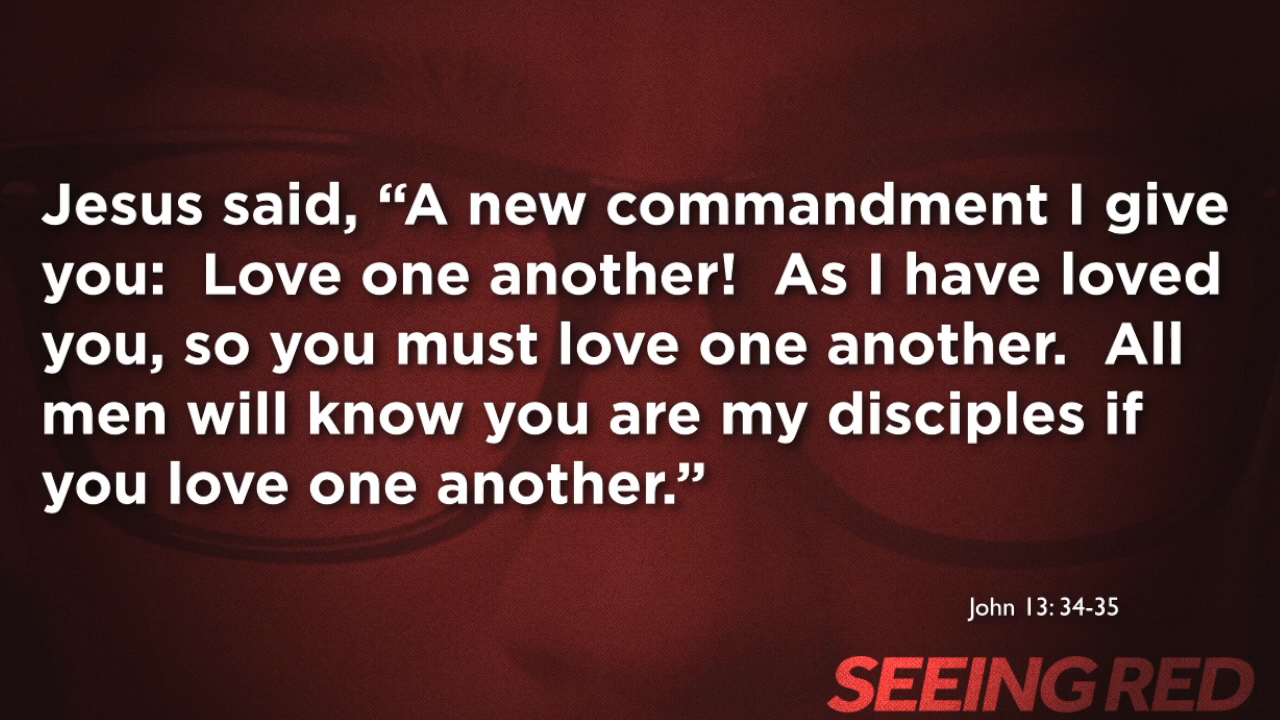 Jesus said, “A new commandment I give
you:  Love one another!  As I have loved
you, so you must love one another.  All
men will know you are my disciples if
you love one another.”
John 13: 34-35
SEEING RED